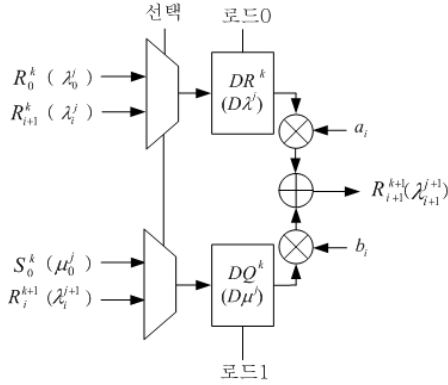 선택 로드0
R_0^k ( λ_0^j )
R_{i+1}^k ( λ_i^j )
DR^k
(Dλ^j)
a_i
R_{i+1}^{k+1}(λ_{i+1}^{j+1})
S_0^k ( μ_0^j )
R_i^{k+1} ( λ_i^{j+1} )
DQ^k
(Dμ^j)
b_i
로드1